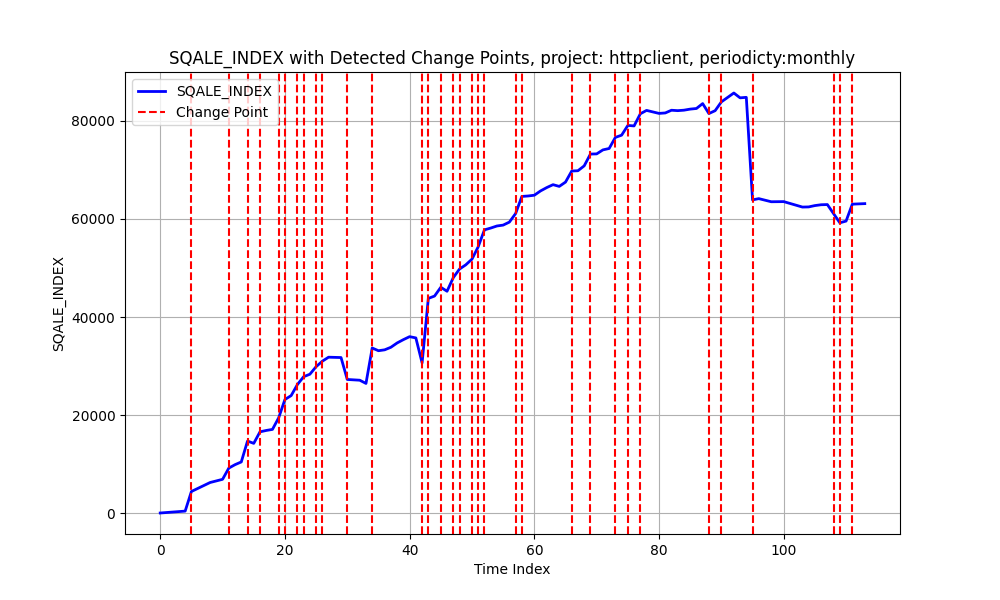 SQALE_INDEX with Detected Change Points, project: httpclient, periodicty:monthly
SQALE_INDEX
Change Point
80000
60000
40000
20000
0
SQALE_INDEX
0 20 40 60 80 100
Time Index